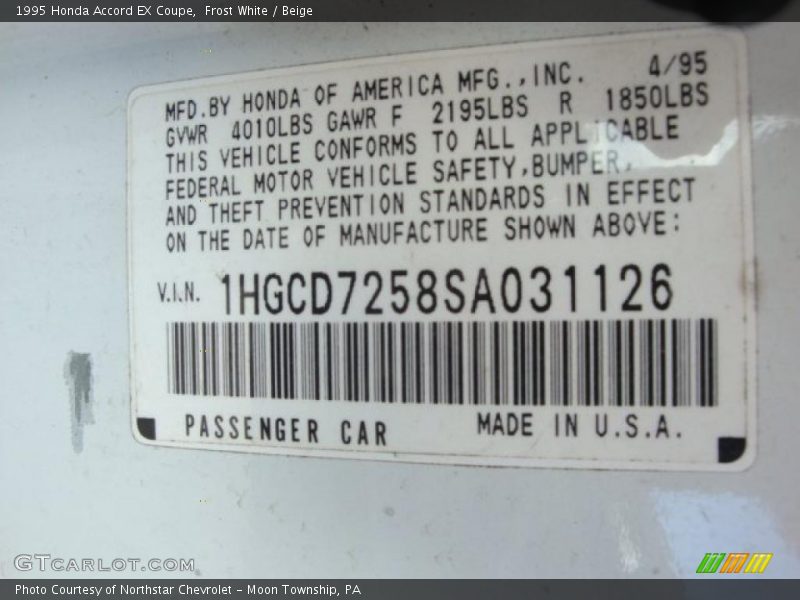 1995 Honda Accord EX Coupe,  Frost White / Beige
MFD.BY HONDA OF AMERICA MFG.,INC. 4/95
GVWR 4010LBS GAWR F 2195LBS R 1850LBS
THIS VEHICLE CONFORMS TO ALL APPLICABLE
FEDERAL MOTOR VEHICLE SAFETY,BUMPER,
AND THEFT PREVENTION STANDARDS IN EFFECT
ON THE DATE OF MANUFACTURE SHOWN ABOVE:
V.I.N. 1HGCD7258SA031126
PASSENGER CAR MADE IN U.S.A.
GTCARLOT.COM
Photo Courtesy of Northstar Chevrolet - Moon Township, PA